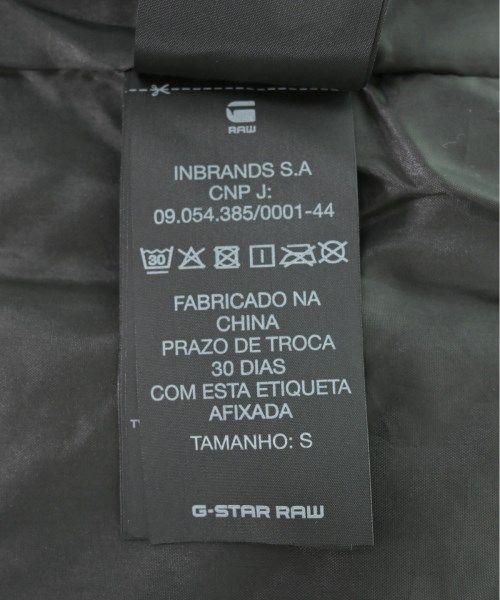 RAW
INBRANDS S.A
CNP J:
09.054.385/0001-44
30
FABRICADO NA
CHINA
PRAZO DE TROCA
30 DIAS
COM ESTA ETIQUETA
AFIXADA
TAMANHO: S
G-STAR RAW